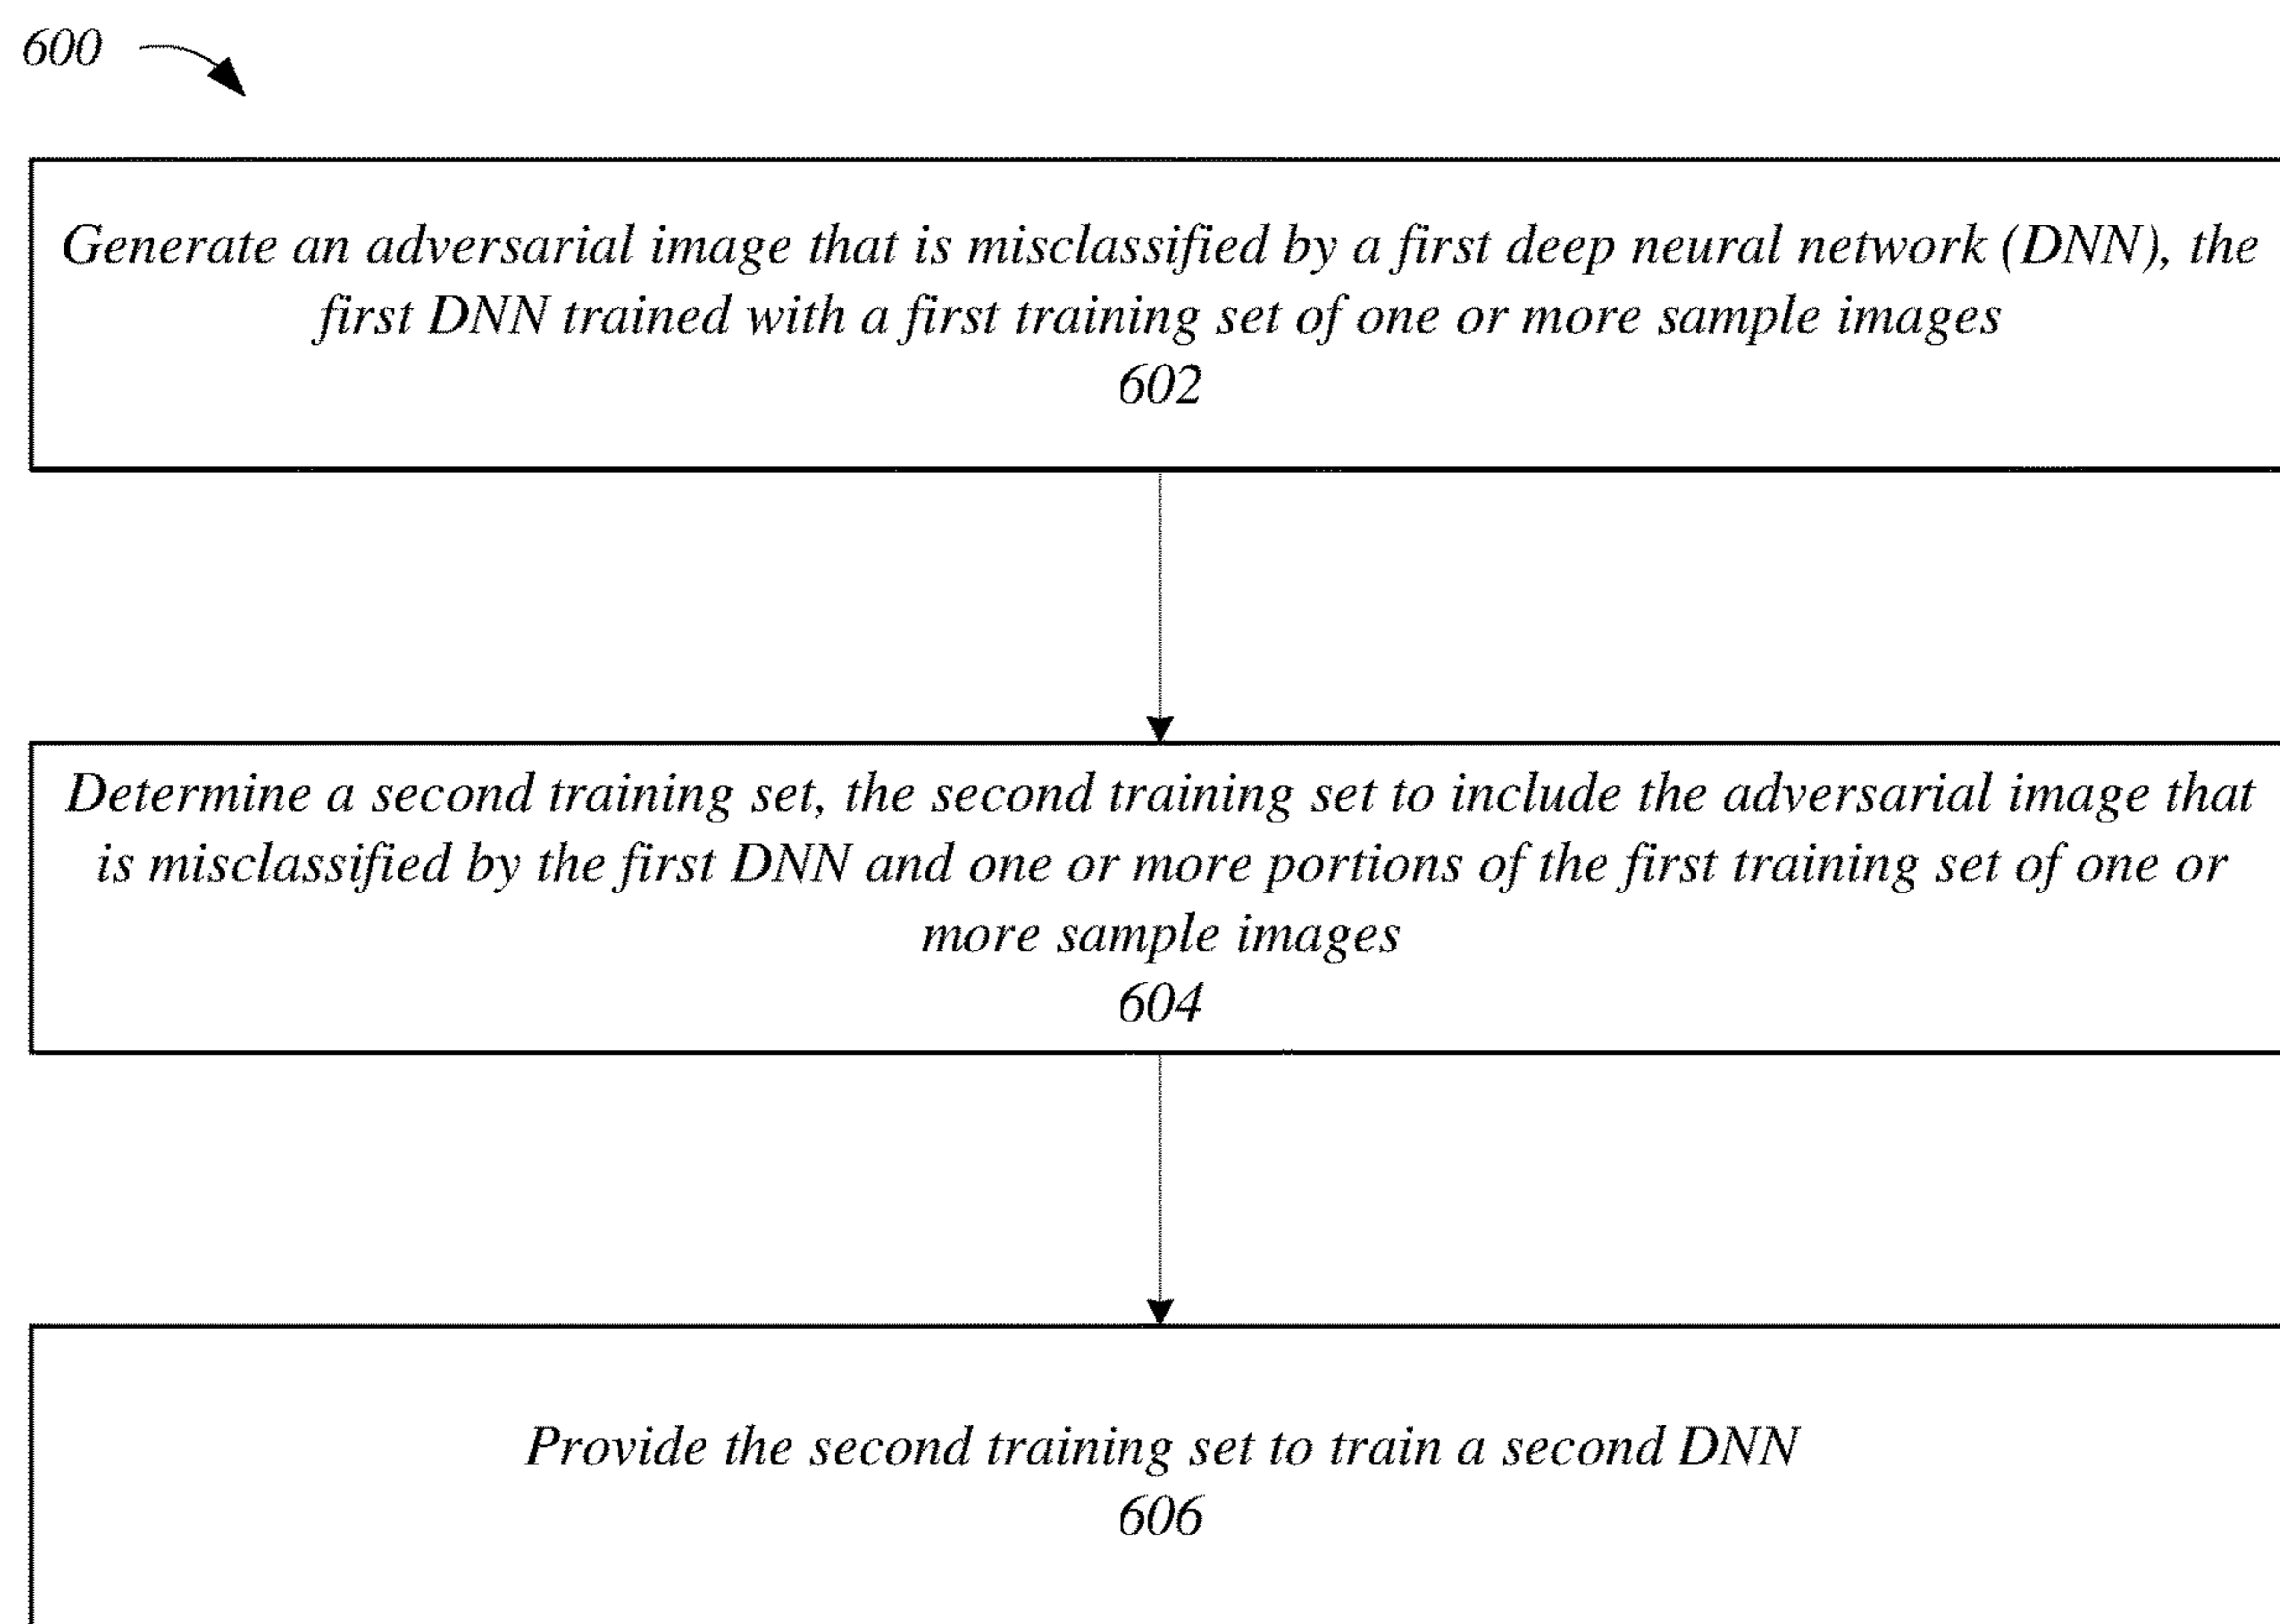 600
Generate an adversarial image that is misclassified by a first deep neural network (DNN), the
first DNN trained with a first training set of one or more sample images
602
Determine a second training set, the second training set to include the adversarial image that
is misclassified by the first DNN and one or more portions of the first training set of one or
more sample images
604
Provide the second training set to train a second DNN
606